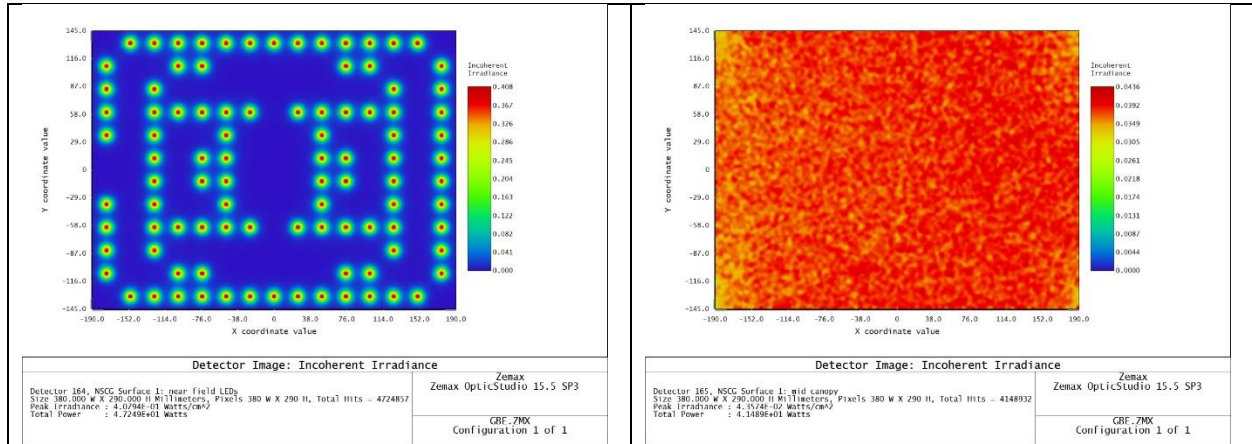 145.0
116.0
87.0
58.0
29.0
0
-29.0
-58.0
-87.0
-116.0
-145.0
Y coordinate value
-190.0 -152.0 -114.0 -76.0 -38.0 0 38.0 76.0 114.0 152.0 190.0
X coordinate value
Incoherent
Irradiance
0.408
0.367
0.326
0.286
0.245
0.204
0.163
0.122
0.082
0.041
0.000
Detector Image: Incoherent Irradiance
Detector 164, NSCG Surface 1: near field LEDs
Size 380.000 W X 290.000 H Millimeters, Pixels 380 W X 290 H, Total Hits = 4724857
Peak Irradiance : 4.0794E-01 Watts/cm^2
Total Power : 4.7249E+01 Watts
Zemax
Zemax OpticStudio 15.5 SP3
GBE.ZMX
Configuration 1 of 1
145.0
116.0
87.0
58.0
29.0
0
-29.0
-58.0
-87.0
-116.0
-145.0
Y coordinate value
-190.0 -152.0 -114.0 -76.0 -38.0 0 38.0 76.0 114.0 152.0 190.0
X coordinate value
Incoherent
Irradiance
0.0436
0.0392
0.0349
0.0305
0.0261
0.0218
0.0174
0.0131
0.0087
0.0044
0.0000
Detector Image: Incoherent Irradiance
Detector 165, NSCG Surface 1: mid canopy
Size 380.000 W X 290.000 H Millimeters, Pixels 380 W X 290 H, Total Hits = 4148932
Peak Irradiance : 4.3574E-02 Watts/cm^2
Total Power : 4.1489E+01 Watts
Zemax
Zemax OpticStudio 15.5 SP3
GBE.ZMX
Configuration 1 of 1